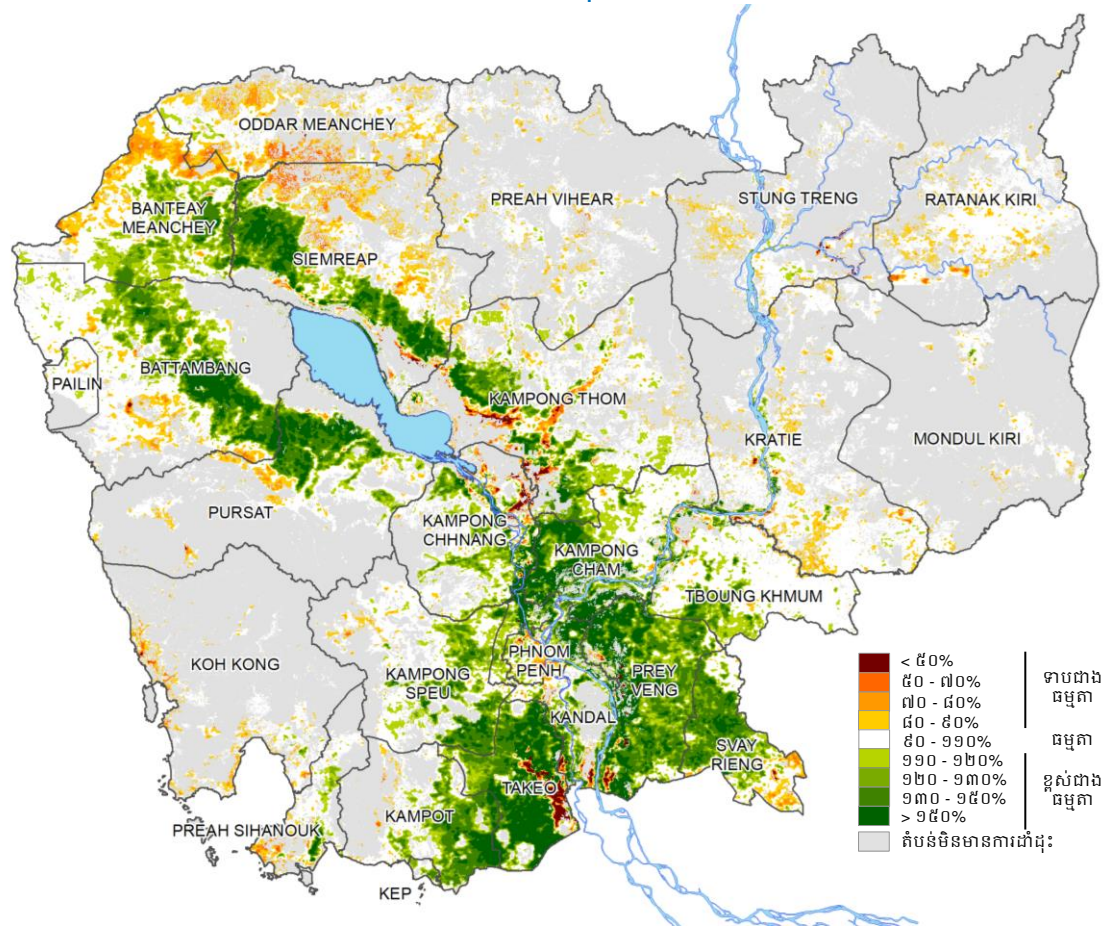 ODDAR MEANCHEY
BANTEAY
MEANCHEY
SIEMREAP
PREAH VIHEAR
STUNG TRENG
RATANAK KIRI
BATTAMBANG
PAILIN
KAMPONG THOM
KRATIE
MONDUL KIRI
PURSAT
KAMPONG
CHHNANG
KAMPONG
CHAM
TBOUNG KHMUM
KOH KONG
KAMPONG
SPEU
PHNOM
PENH
PREY
VENG
KANDAL
SVAY
RIENG
TAKEO
KAMPOT
PREAH SIHANOUK
KEP
< ៥០%
៥០ - ៧០%
៧០ - ៨០%
៨០ - ៩០%
ទាបជាង
ធម្មតា
៩០ - ១១០%
ធម្មតា
១១០ - ១២០%
១២០ - ១៣០%
១៣០ - ១៥០%
> ១៥០%
ខ្ពស់ជាង
ធម្មតា
តំបន់មិនមានការដាំដុះ